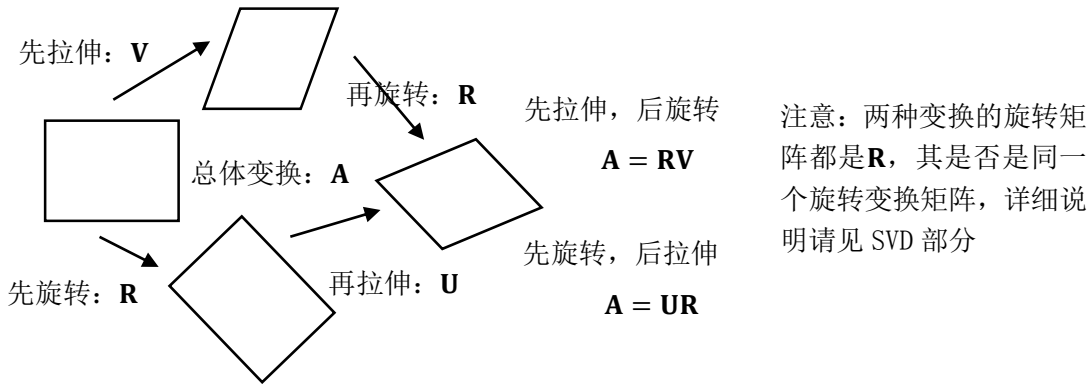 先拉伸：V
再旋转：R
总体变换：A
先旋转：R
再拉伸：U
先拉伸，后旋转
A = RV
先旋转，后拉伸
A = UR
注意：两种变换的旋转矩
阵都是R，其是否是同一
个旋转变换矩阵，详细说
明请见 SVD 部分